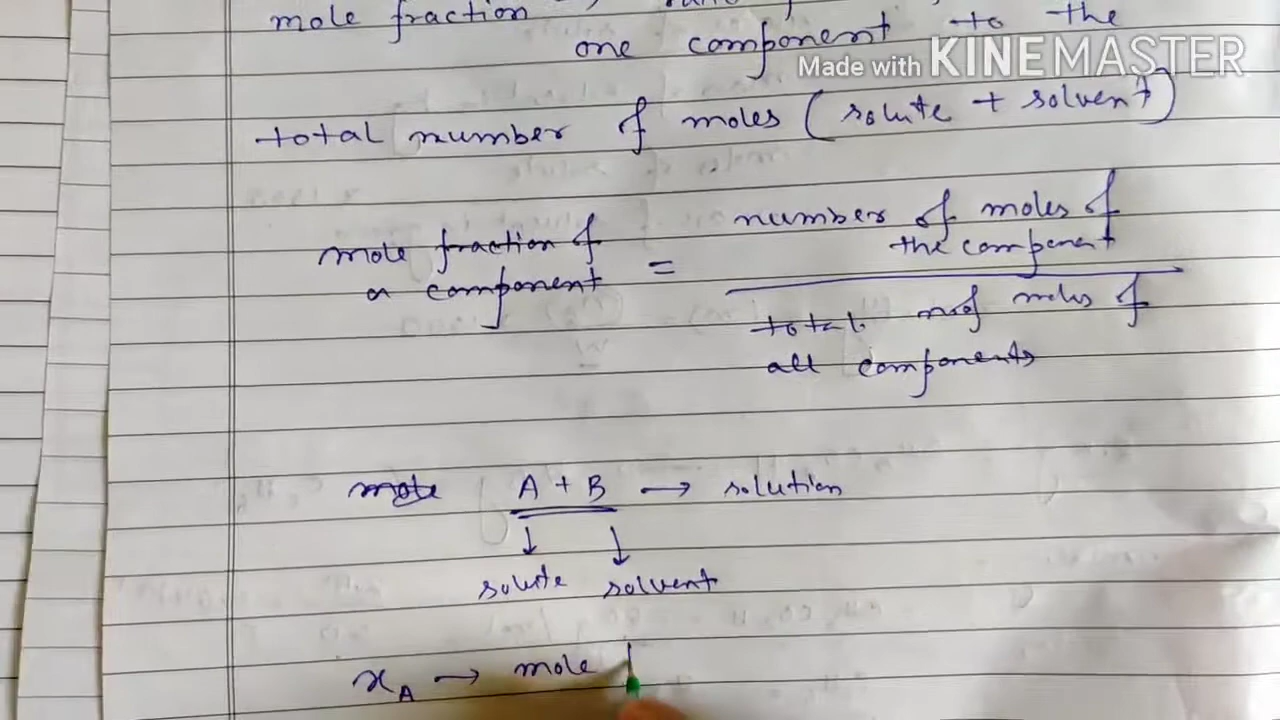 mole fraction
one component to the
Made with KINEMASTER
total number of moles (solute + solvent)
mole fraction of
a component
=
number of moles of
the component
total no of moles of
all components
mole A + B → solution
↓ ↓
solute solvent
xA → mole